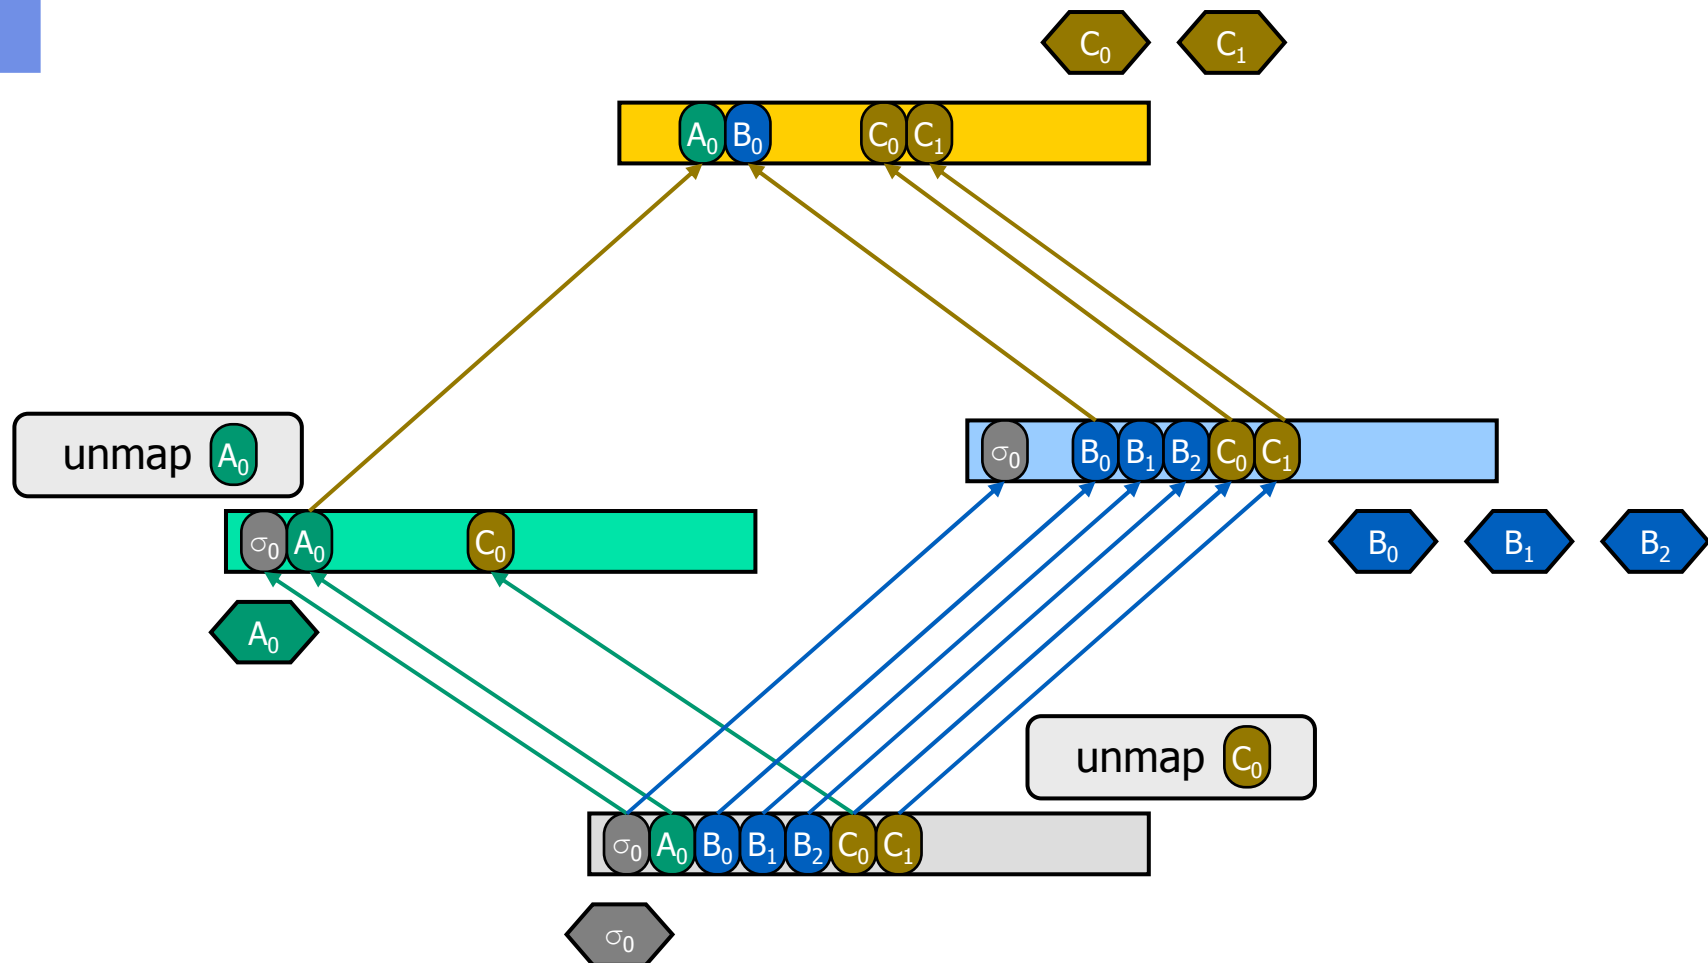 C₀ C₁
A₀ B₀ C₀ C₁
unmap A₀
σ₀ B₀ B₁ B₂ C₀ C₁
σ₀ A₀ C₀
B₀ B₁ B₂
A₀
unmap C₀
σ₀ A₀ B₀ B₁ B₂ C₀ C₁
σ₀